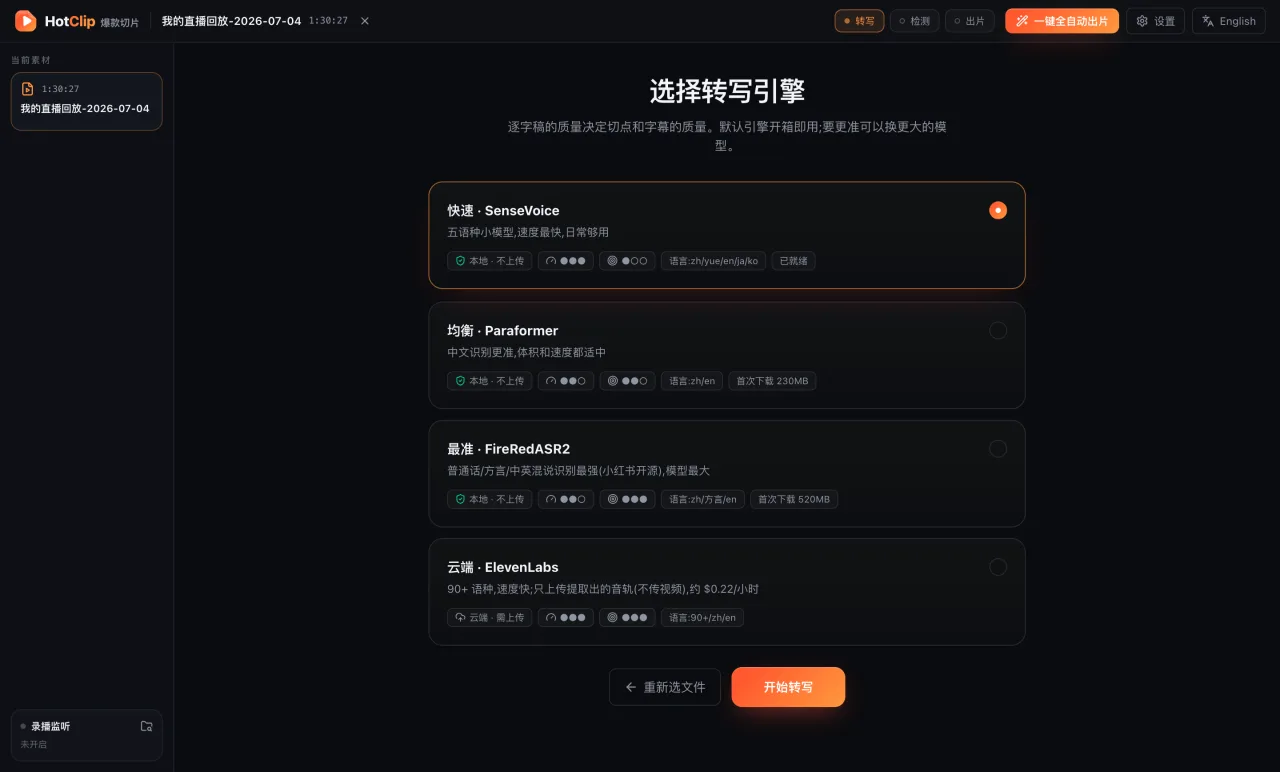 HotClip 爆款切片
我的直播回放-2026-07-04 1:30:27
转写
检测
出片
一键全自动出片
设置
English
当前素材
1:30:27
我的直播回放-2026-07-04
选择转写引擎
逐字稿的质量决定切点和字幕的质量。默认引擎开箱即用;要更准可以换更大的模
型。
快速 · SenseVoice
五语种小模型,速度最快,日常够用
本地 · 不上传
语言:zh/yue/en/ja/ko
已就绪
均衡 · Paraformer
中文识别更准,体积和速度都适中
本地 · 不上传
语言:zh/en
首次下载 230MB
最准 · FireRedASR2
普通话/方言/中英混说识别最强(小红书开源),模型最大
本地 · 不上传
语言:zh/方言/en
首次下载 520MB
云端 · ElevenLabs
90+ 语种,速度快;只上传提取出的音轨(不传视频),约 $0.22/小时
云端 · 需上传
语言:90+/zh/en
重新选文件
开始转写
录播监听
未开启